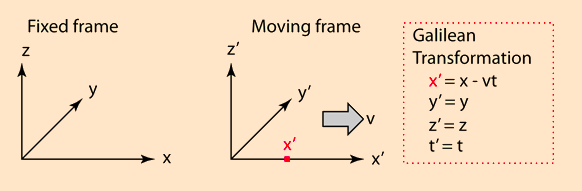 Fixed frame
z
y
x
Moving frame
z′
y′
x′
v
x′
Galilean
Transformation
x′ = x - vt
y′ = y
z′ = z
t′ = t